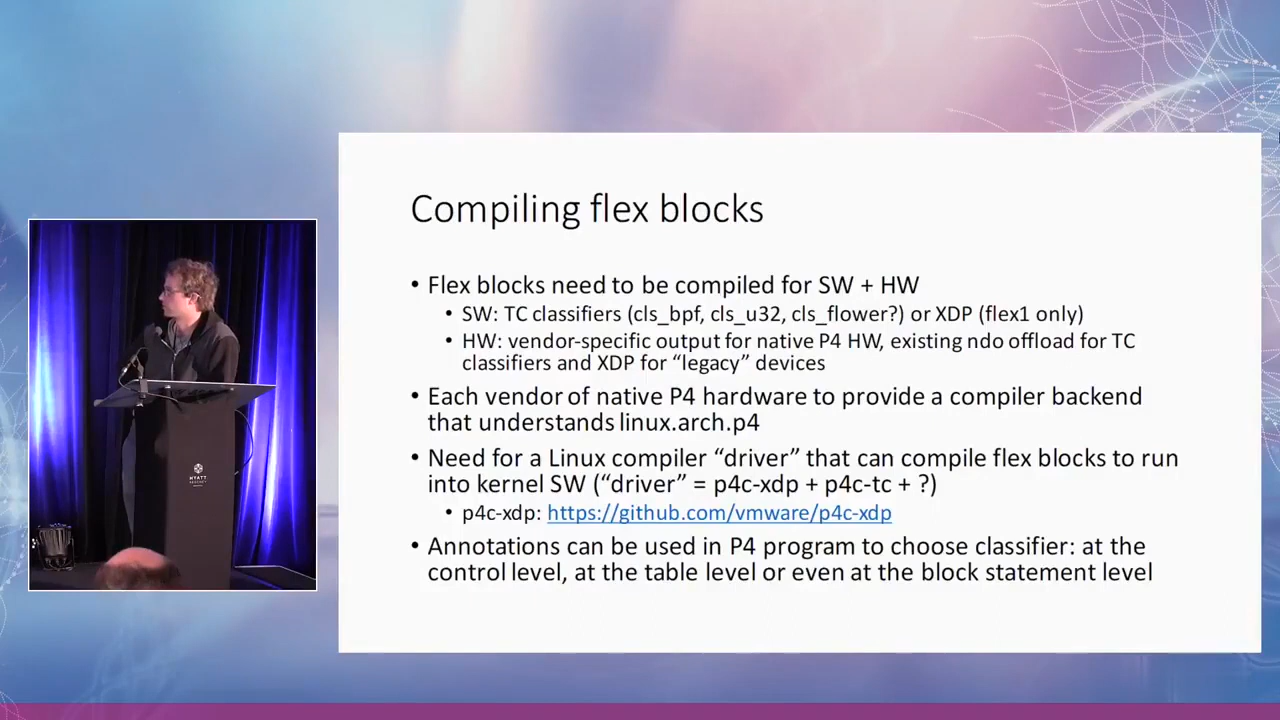 Compiling flex blocks
• Flex blocks need to be compiled for SW + HW
• SW: TC classifiers (cls_bpf, cls_u32, cls_flower?) or XDP (flex1 only)
• HW: vendor-specific output for native P4 HW, existing ndo offload for TC
classifiers and XDP for “legacy” devices
• Each vendor of native P4 hardware to provide a compiler backend
that understands linux.arch.p4
• Need for a Linux compiler “driver” that can compile flex blocks to run
into kernel SW (“driver” = p4c-xdp + p4c-tc + ?)
• p4c-xdp: https://github.com/vmware/p4c-xdp
• Annotations can be used in P4 program to choose classifier: at the
control level, at the table level or even at the block statement level
HYATT